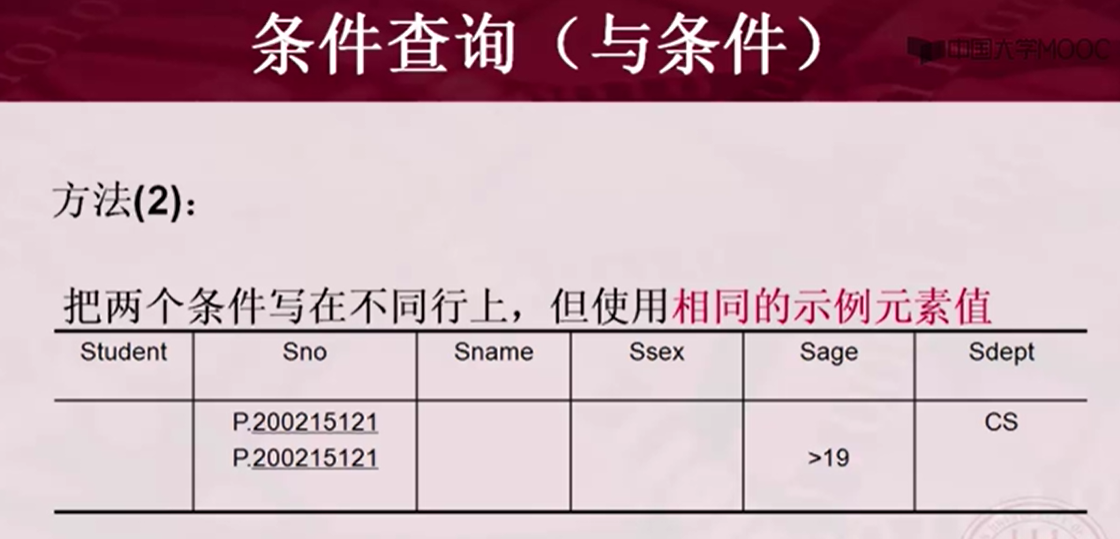 条件查询（与条件）
中国大学MOOC
方法(2)：
把两个条件写在不同行上，但使用相同的示例元素值
Student Sno Sname Ssex Sage Sdept
P.200215121 CS
P.200215121 >19